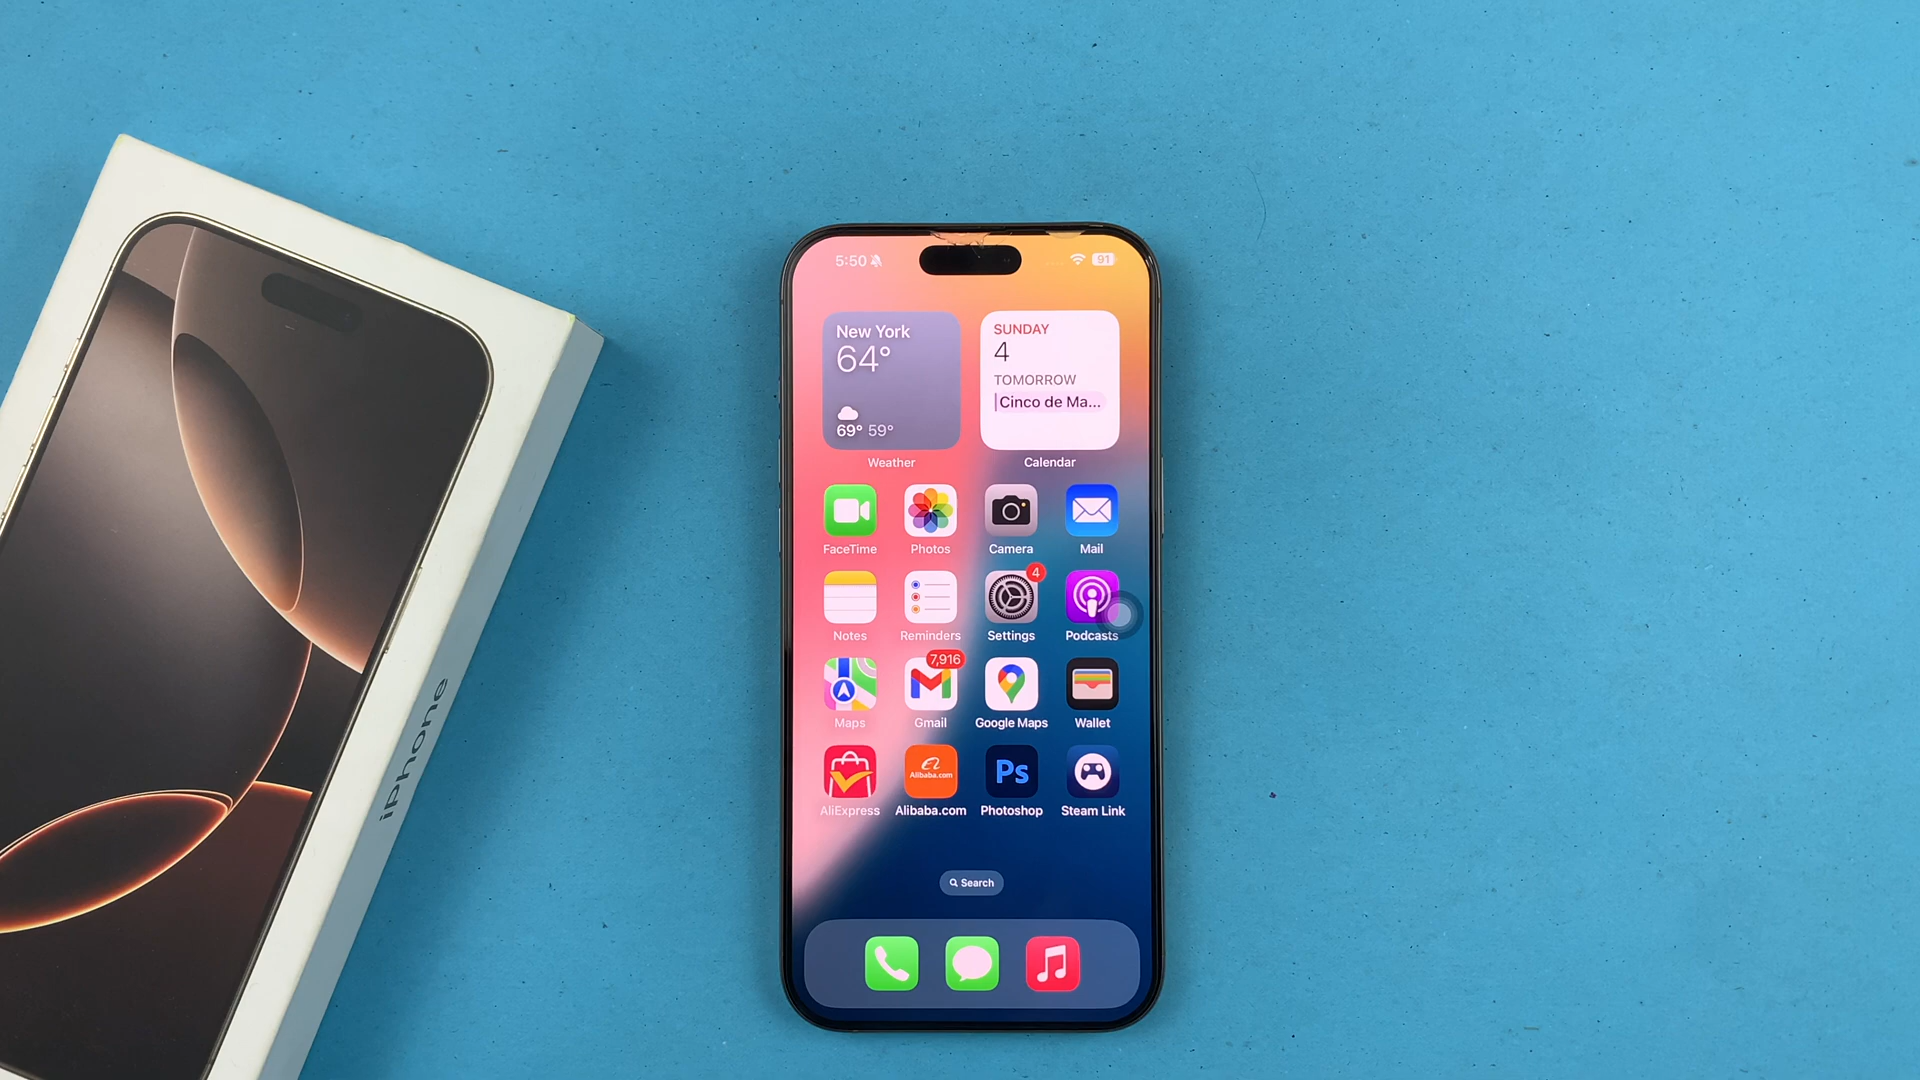 iPhone
5:50
91
New York
64°
69° 59°
Weather
SUNDAY
4
TOMORROW
Cinco de Ma...
Calendar
FaceTime
Photos
Camera
Mail
Notes
Reminders
4
Settings
Podcasts
Maps
7,916
Gmail
Google Maps
Wallet
AliExpress
Alibaba.com
Alibaba.com
Ps
Photoshop
Steam Link
Search